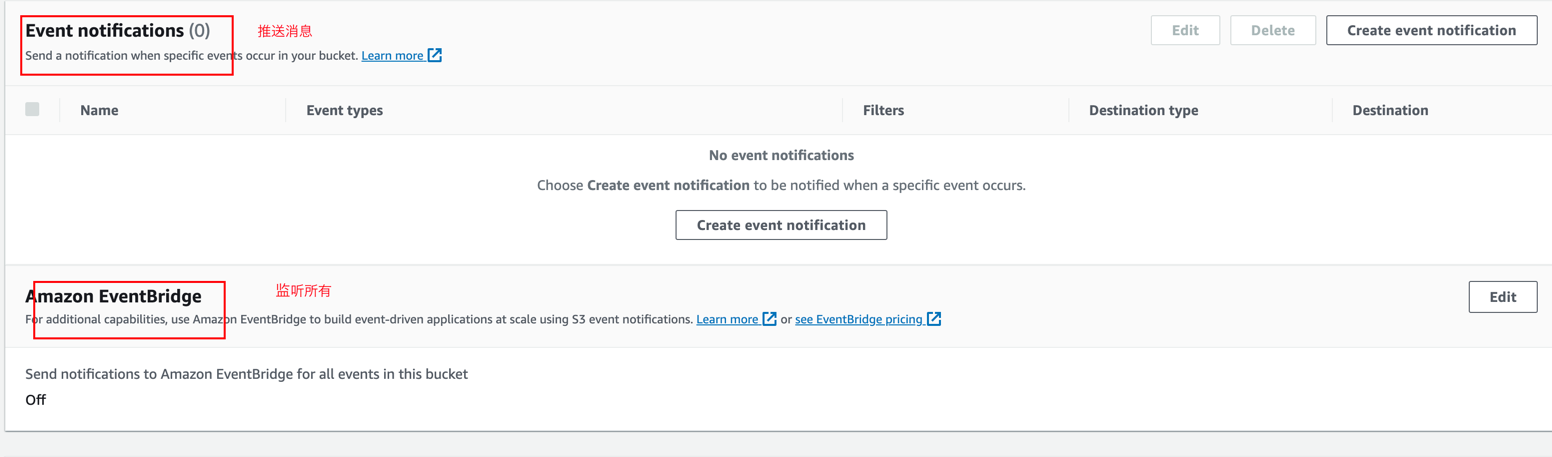 Event notifications (0)
推送消息
Edit
Delete
Create event notification
Send a notification when specific events occur in your bucket. Learn more
Name
Event types
Filters
Destination type
Destination
No event notifications
Choose Create event notification to be notified when a specific event occurs.
Create event notification
Amazon EventBridge
监听所有
Edit
For additional capabilities, use Amazon EventBridge to build event-driven applications at scale using S3 event notifications. Learn more or see EventBridge pricing
Send notifications to Amazon EventBridge for all events in this bucket
Off